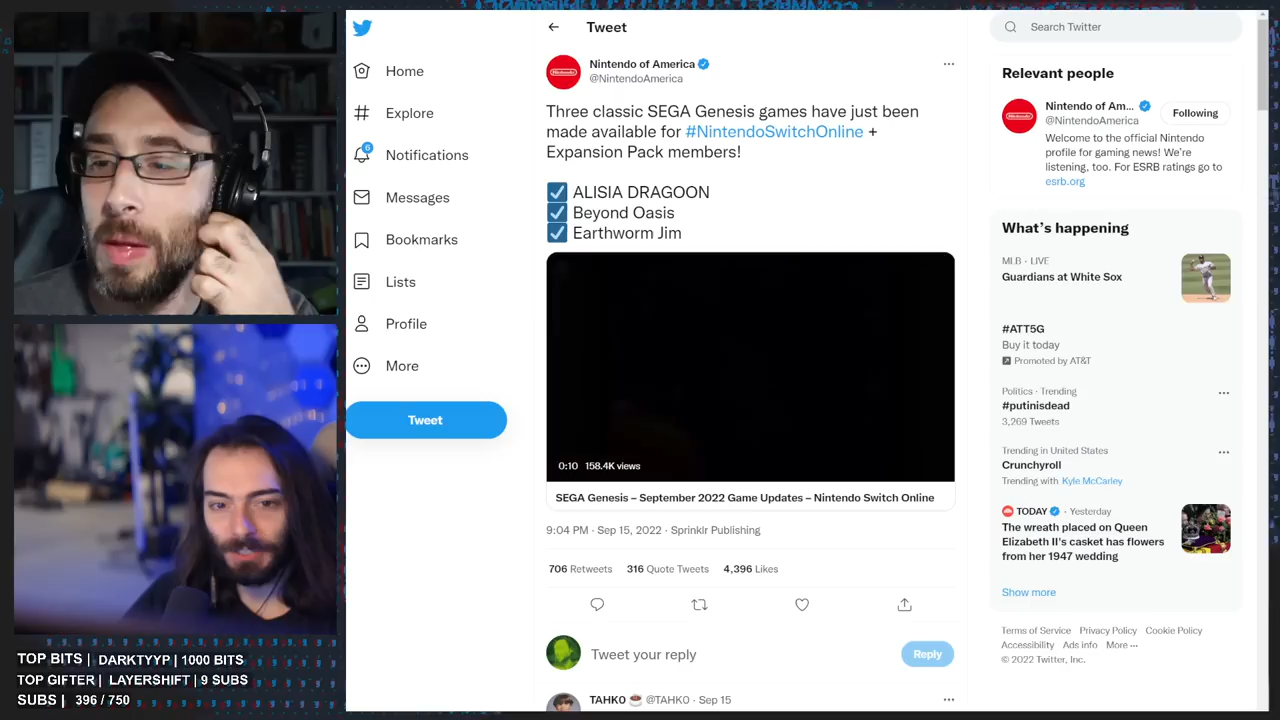 Tweet
Search Twitter
Nintendo of America
@NintendoAmerica
Three classic SEGA Genesis games have just been
made available for #NintendoSwitchOnline +
Expansion Pack members!
ALISIA DRAGOON
Beyond Oasis
Earthworm Jim
0:10 158.4K views
SEGA Genesis – September 2022 Game Updates – Nintendo Switch Online
9:04 PM · Sep 15, 2022 · Sprinklr Publishing
706 Retweets 316 Quote Tweets 4,396 Likes
Tweet your reply
Reply
TAHKO @TAHKO · Sep 15
Home
Explore
6
Notifications
Messages
Bookmarks
Lists
Profile
More
Tweet
Relevant people
Nintendo of Am...
@NintendoAmerica
Following
Welcome to the official Nintendo
profile for gaming news! We're
listening, too. For ESRB ratings go to
esrb.org
What's happening
MLB · LIVE
Guardians at White Sox
#ATT5G
Buy it today
Promoted by AT&T
Politics · Trending
#putinisdead
3,269 Tweets
Trending in United States
Crunchyroll
Trending with Kyle McCarley
TODAY · Yesterday
The wreath placed on Queen
Elizabeth II's casket has flowers
from her 1947 wedding
Show more
Terms of Service Privacy Policy Cookie Policy
Accessibility Ads info More ···
© 2022 Twitter, Inc.
TOP BITS | DARKTYYP | 1000 BITS
TOP GIFTER | LAYERSHIFT | 9 SUBS
SUBS | 396 / 750